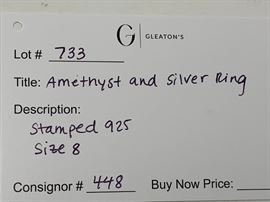 G | GLEATON'S
Lot # 733
Title: Amethyst and Silver Ring
Description:
Stamped 925
Size 8
Consignor # 448 Buy Now Price: